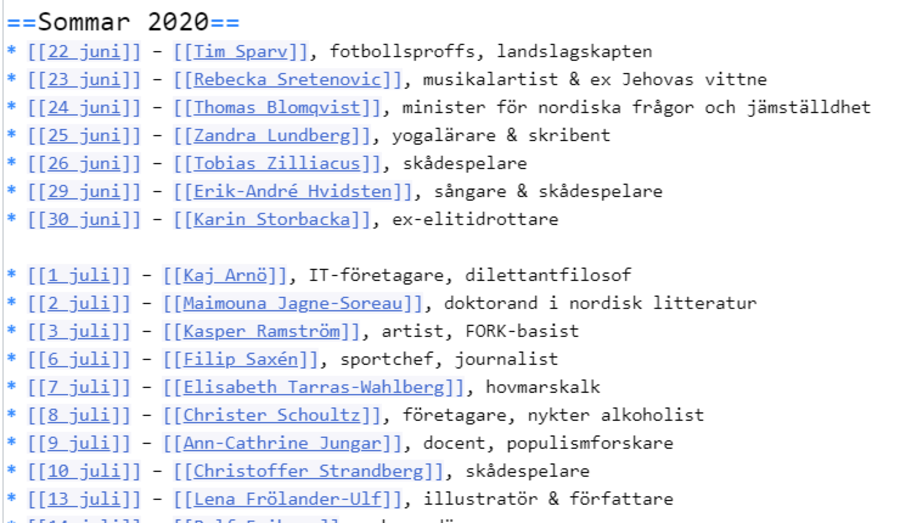 ==Sommar 2020==
* [[22 juni]] – [[Tim Sparv]], fotbollsproffs, landslagskapten
* [[23 juni]] – [[Rebecka Sretenovic]], musikalartist & ex Jehovas vittne
* [[24 juni]] – [[Thomas Blomqvist]], minister för nordiska frågor och jämställdhet
* [[25 juni]] – [[Zandra Lundberg]], yogalärare & skribent
* [[26 juni]] – [[Tobias Zilliacus]], skådespelare
* [[29 juni]] – [[Erik-André Hvidsten]], sångare & skådespelare
* [[30 juni]] – [[Karin Storbacka]], ex-elitidrottare
* [[1 juli]] – [[Kaj Arnö]], IT-företagare, dilettantfilosof
* [[2 juli]] – [[Maimouna Jagne-Soreau]], doktorand i nordisk litteratur
* [[3 juli]] – [[Kasper Ramström]], artist, FORK-basist
* [[6 juli]] – [[Filip Saxén]], sportchef, journalist
* [[7 juli]] – [[Elisabeth Tarras-Wahlberg]], hovmarskalk
* [[8 juli]] – [[Christer Schoultz]], företagare, nykter alkoholist
* [[9 juli]] – [[Ann-Cathrine Jungar]], docent, populismforskare
* [[10 juli]] – [[Christoffer Strandberg]], skådespelare
* [[13 juli]] – [[Lena Frölander-Ulf]], illustratör & författare